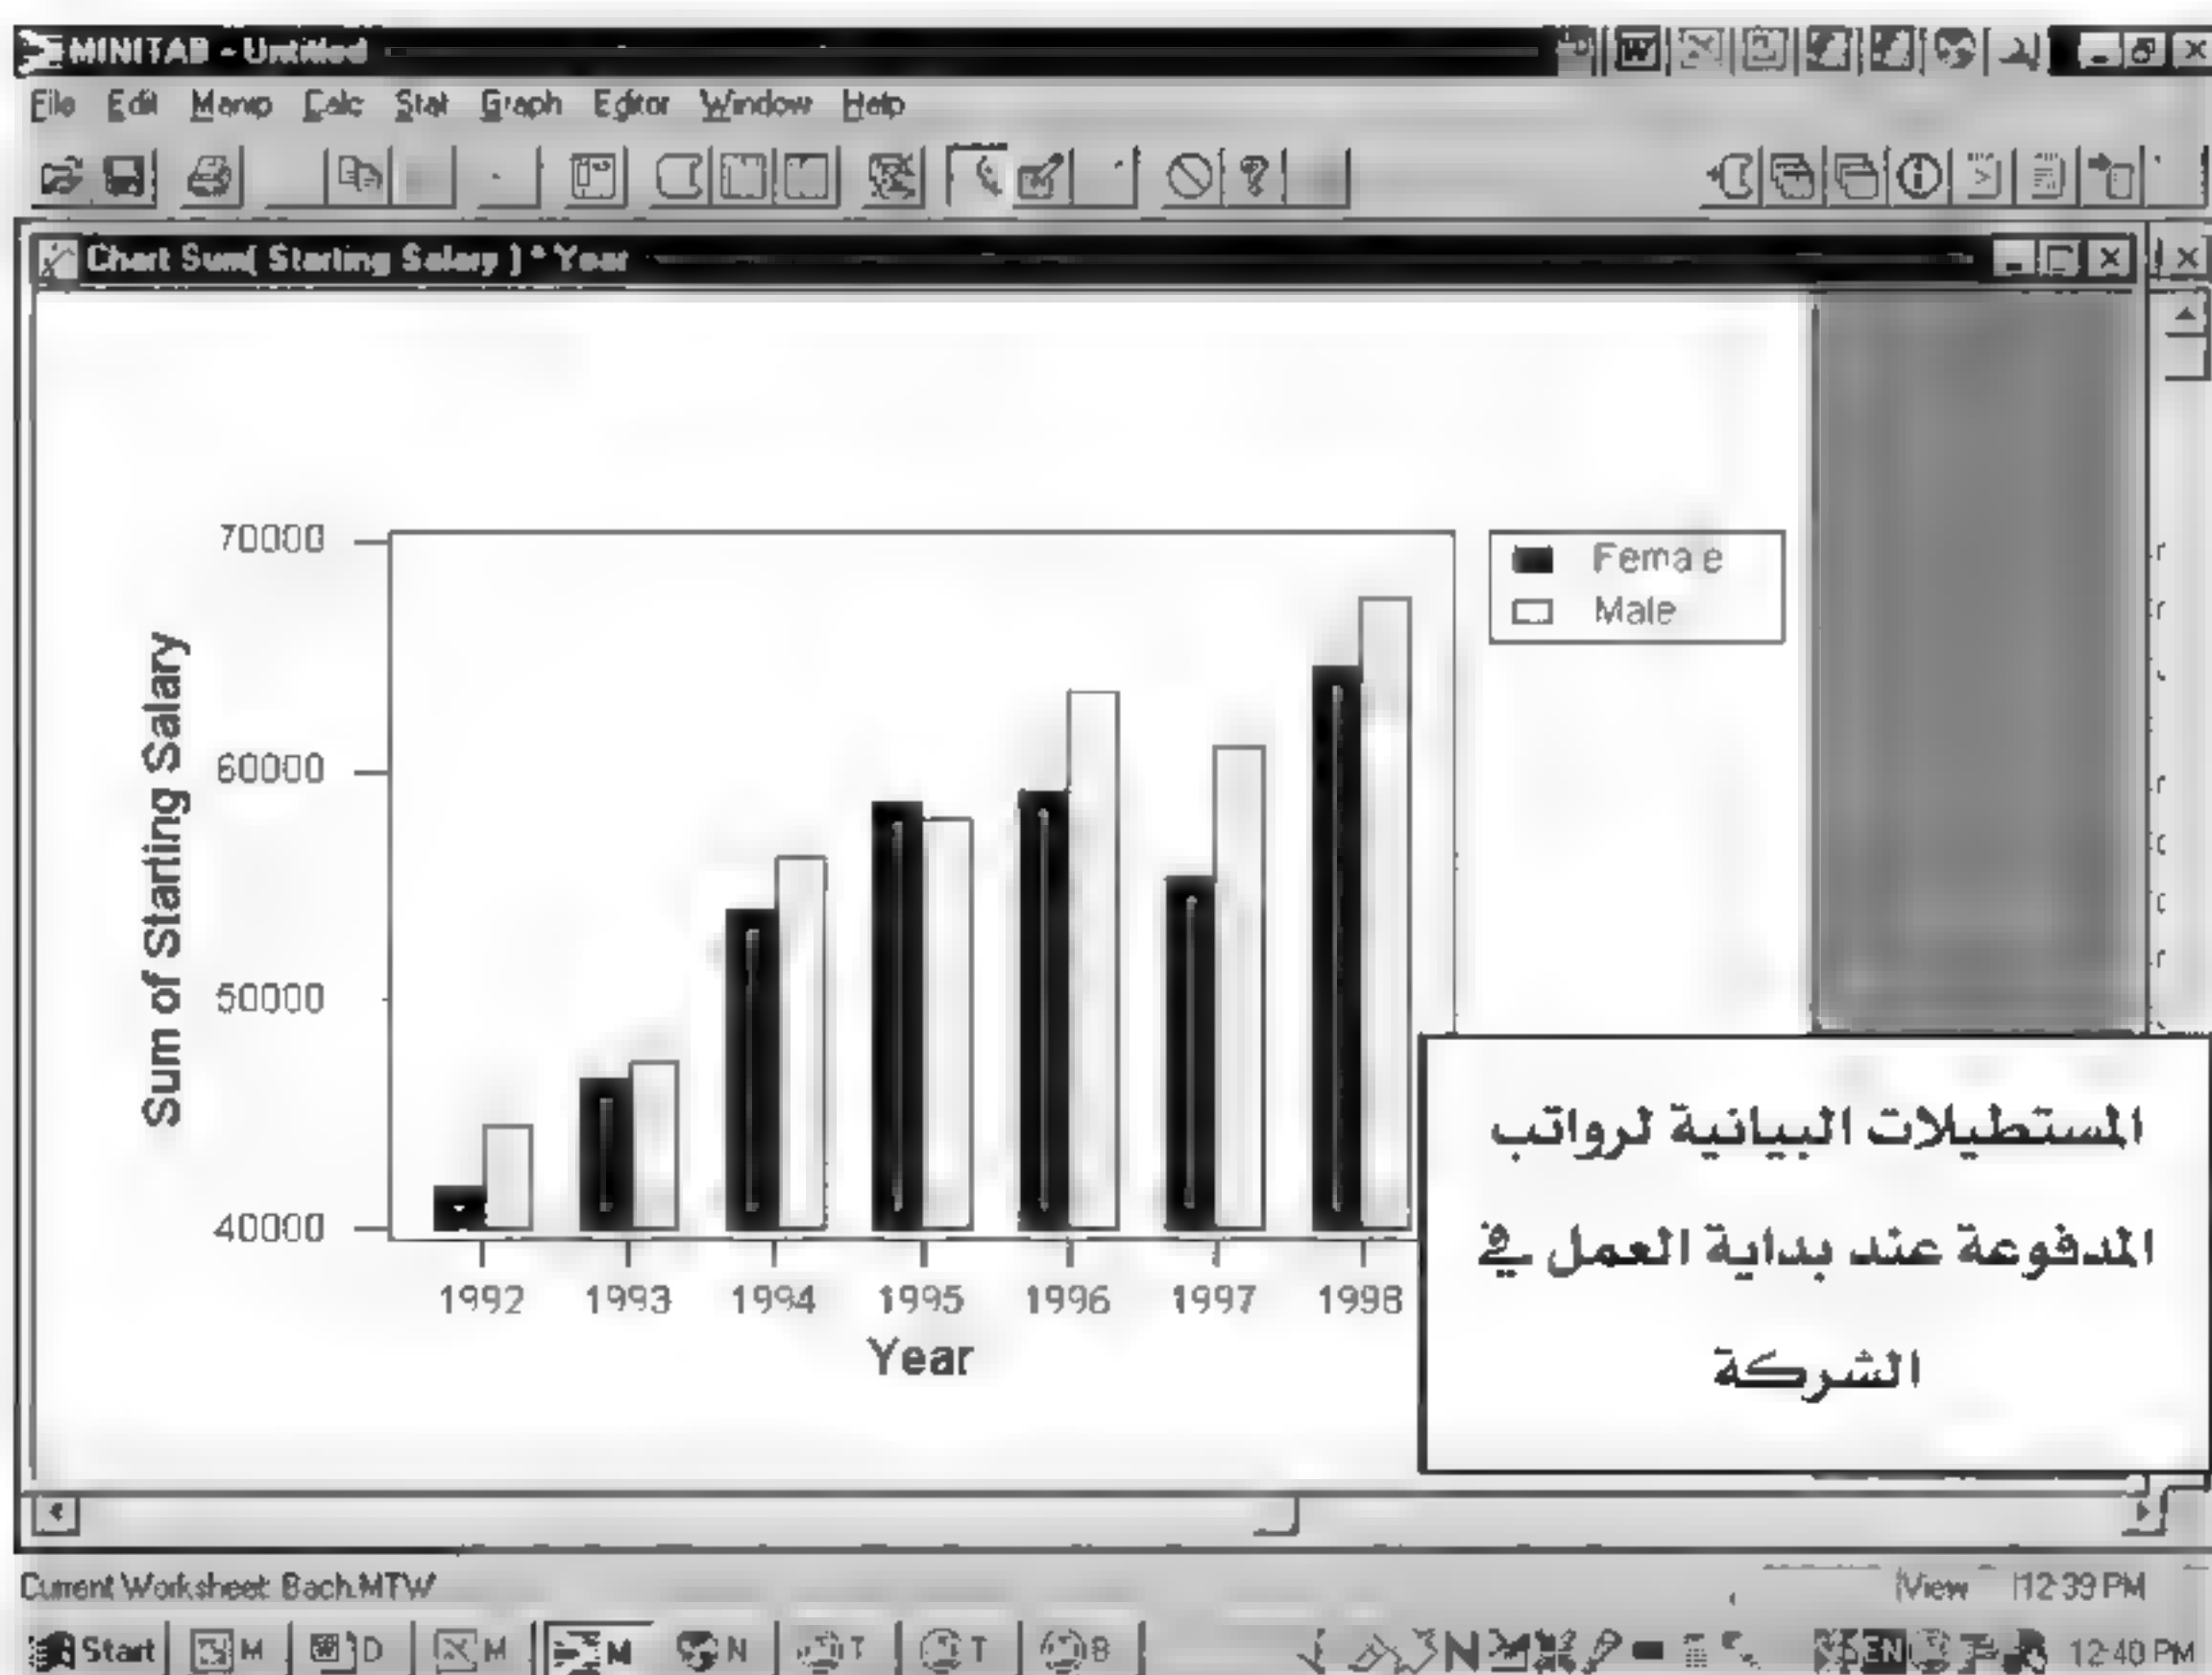 MINITAB - Untitled
File Edit Manip Calc Stat Graph Editor Window Help
Chart Sum( Starting Salary ) * Year
70000
60000
50000
40000
Sum of Starting Salary
Female
Male
1992 1993 1994 1995 1996 1997 1998
Year
المستطيلات البيانية لرواتب
المدفوعة عند بداية العمل في
الشركة
Current Worksheet: Bach.MTW
View 12:39 PM
Start M D M M N T T B EN 12:40 PM